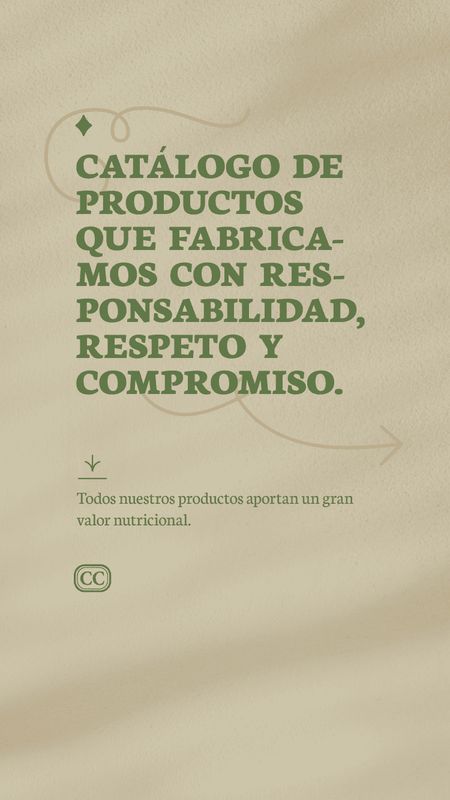 CATÁLOGO DE
PRODUCTOS
QUE FABRICA-
MOS CON RES-
PONSABILIDAD,
RESPETO Y
COMPROMISO.
Todos nuestros productos aportan un gran
valor nutricional.
CC